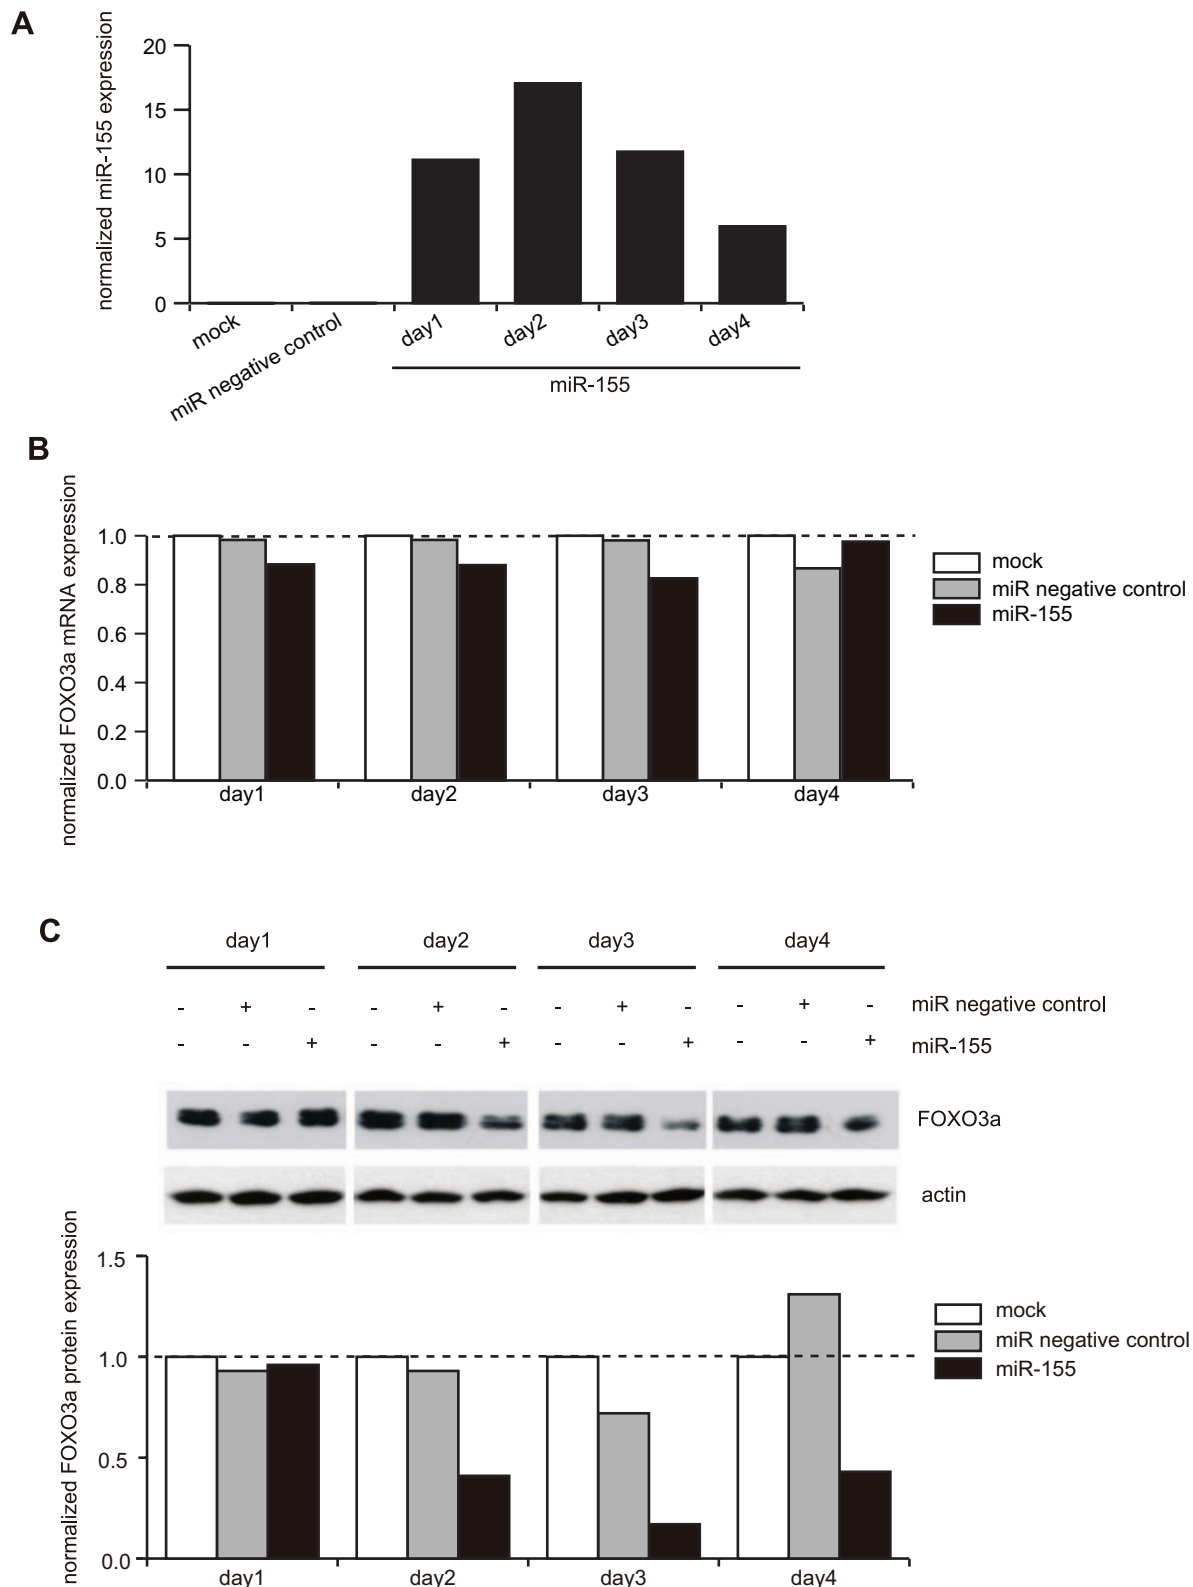 A
normalized miR-155 expression
20
15
10
5
0
mock
miR negative control
day1
day2
day3
day4
miR-155
B
normalized FOXO3a mRNA expression
1.0
0.8
0.6
0.4
0.2
0.0
day1
day2
day3
day4
mock
miR negative control
miR-155
C
day1
day2
day3
day4
- + - - + - - + - - + - miR negative control
- - + - - + - - + - - + miR-155
FOXO3a
actin
normalized FOXO3a protein expression
1.5
1.0
0.5
0.0
day1
day2
day3
day4
mock
miR negative control
miR-155